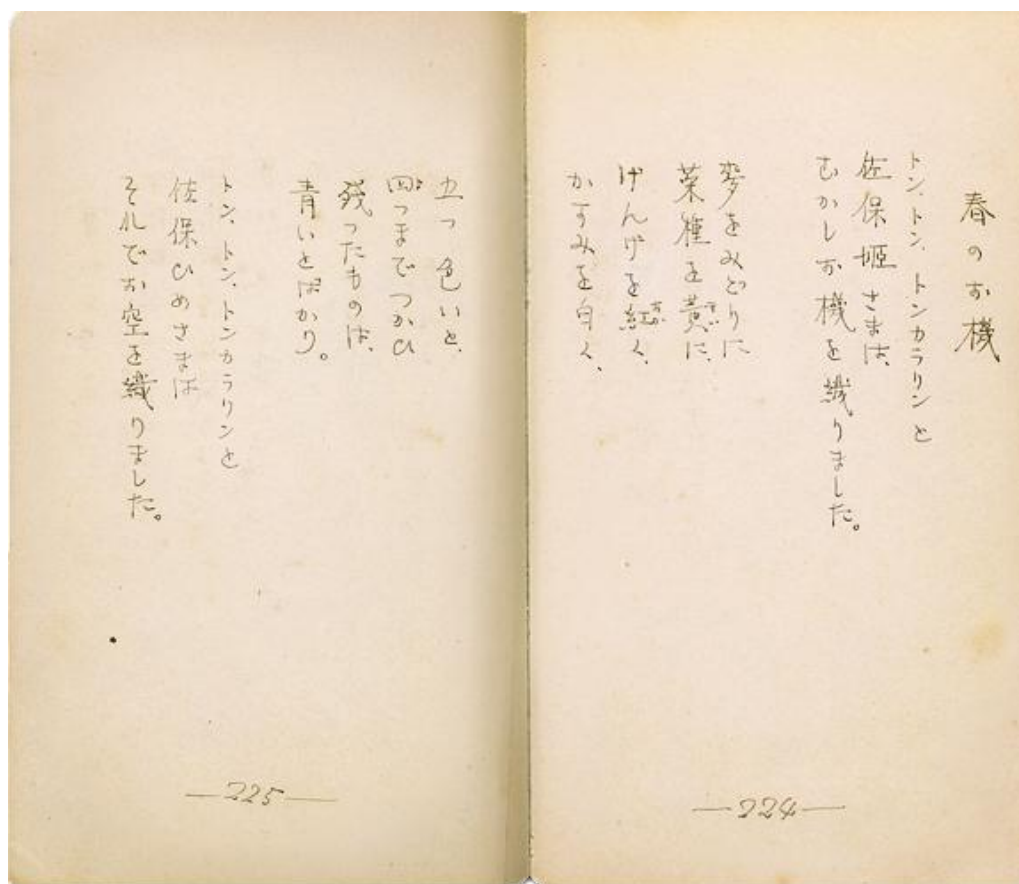 春のお機
トン、トン、トンカラリンと
佐保姫さまは、
むかしお機を織りました。
麥をみどりに
菜種を黄に、
げんげを紅く、
かすみを白く、
―224―
五つ色いと、
四つまでつかひ
残つたものは、
青いとばかり。
トン、トン、トンカラリンと
佐保ひめさまは
それでお空を織りました。
―225―